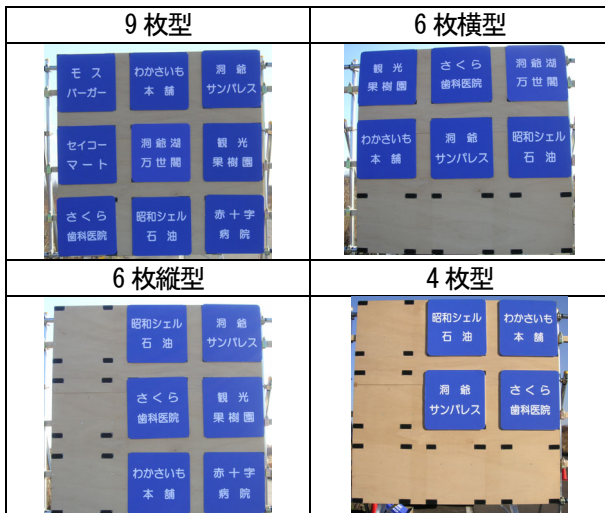 9枚型
6枚横型
モス
バーガー
わかさいも
本舗
洞爺
サンパレス
セイコー
マート
洞爺湖
万世閣
観光
果樹園
さくら
歯科医院
昭和シェル
石油
赤十字
病院
観光
果樹園
さくら
歯科医院
洞爺湖
万世閣
わかさいも
本舗
洞爺
サンパレス
昭和シェル
石油
6枚縦型
4枚型
昭和シェル
石油
洞爺
サンパレス
さくら
歯科医院
観光
果樹園
わかさいも
本舗
赤十字
病院
昭和シェル
石油
わかさいも
本舗
洞爺
サンパレス
さくら
歯科医院